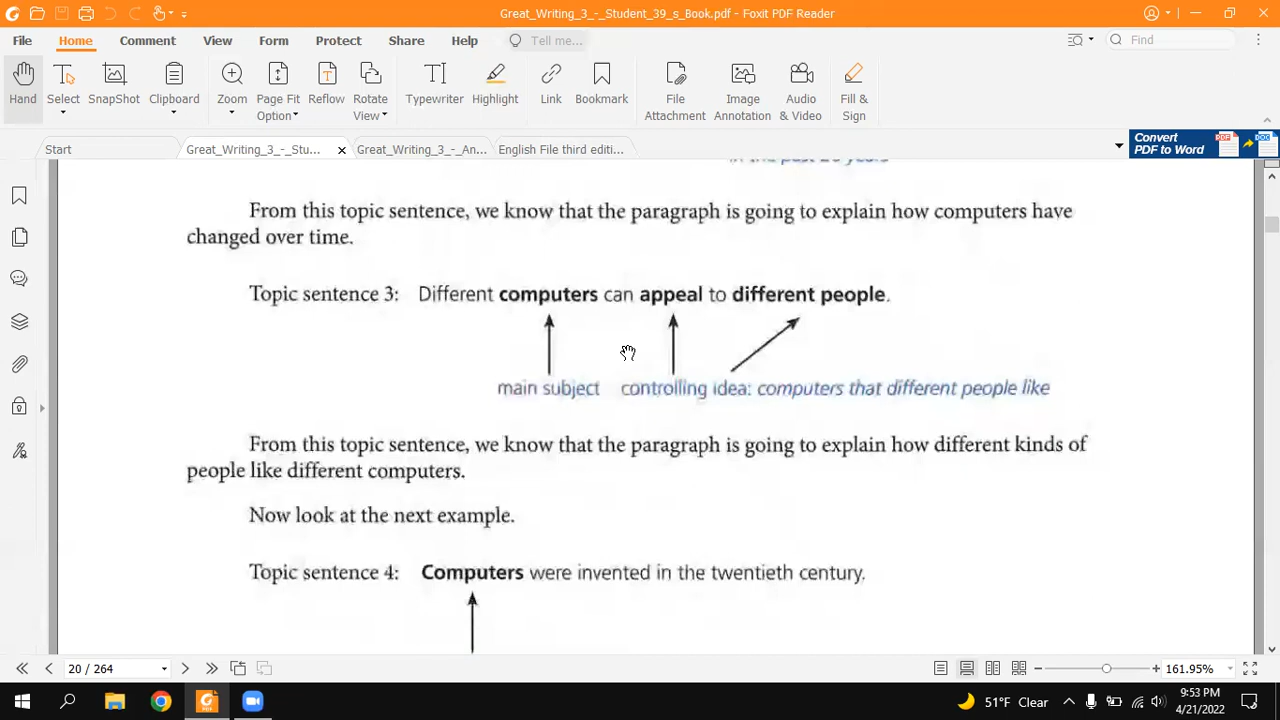 Great_Writing_3_-_Student_39_s_Book.pdf - Foxit PDF Reader
File Home Comment View Form Protect Share Help Tell me... Find
Hand Select SnapShot Clipboard Zoom Page Fit Option Reflow Rotate View Typewriter Highlight Link Bookmark File Attachment Image Annotation Audio & Video Fill & Sign
Start Great_Writing_3_-_Stu... Great_Writing_3_-_An... English File third editi... Convert PDF to Word
in the past 20 years
From this topic sentence, we know that the paragraph is going to explain how computers have
changed over time.
Topic sentence 3: Different computers can appeal to different people.
main subject controlling idea: computers that different people like
From this topic sentence, we know that the paragraph is going to explain how different kinds of
people like different computers.
Now look at the next example.
Topic sentence 4: Computers were invented in the twentieth century.
20 / 264 161.95%
51°F Clear 9:53 PM
4/21/2022